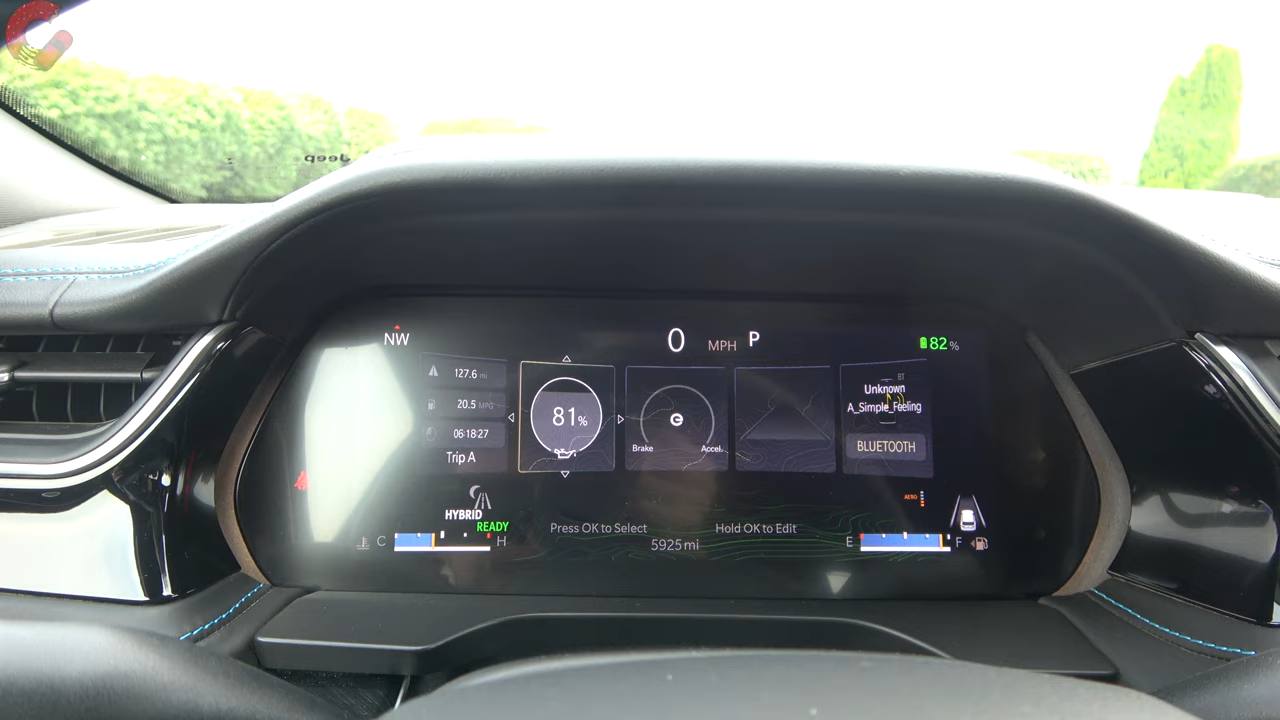 Jeep
NW
0 MPH P
82 %
127.6 mi
20.5 MPG
06:18:27
Trip A
81%
Brake
Accel.
BT
Unknown
A_Simple_Feeling
BLUETOOTH
HYBRID
READY
AERO
Press OK to Select
Hold OK to Edit
C H
5925 mi
E F